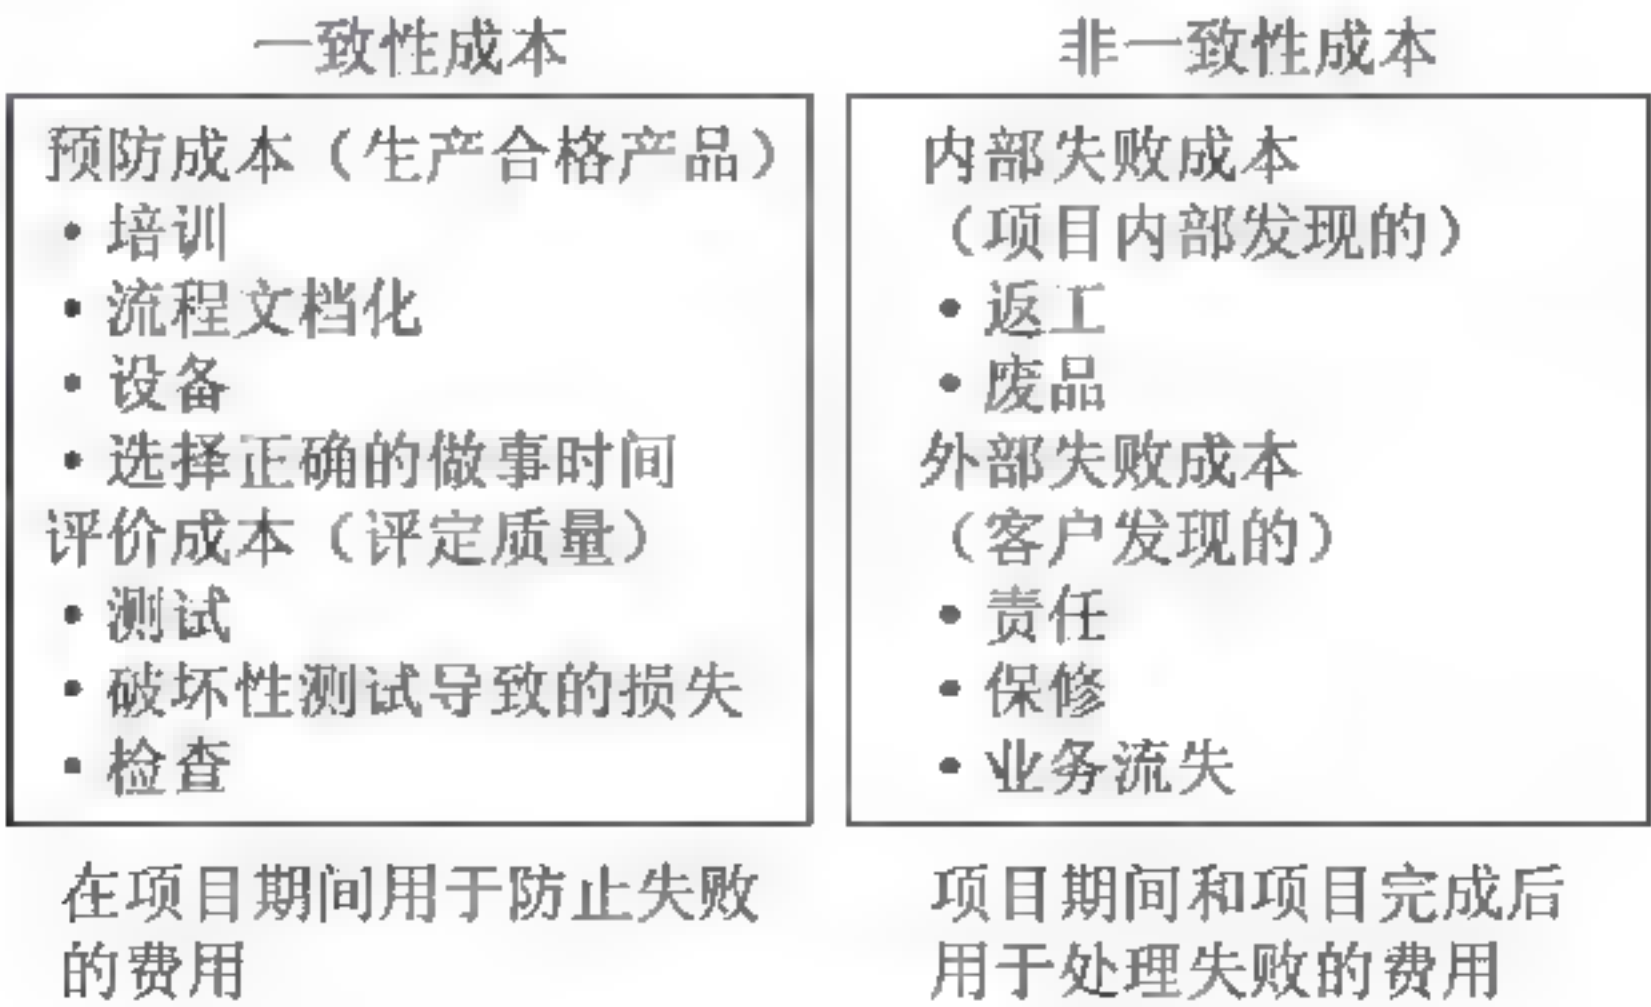 一致性成本
预防成本（生产合格产品）
• 培训
• 流程文档化
• 设备
• 选择正确的做事时间
评价成本（评定质量）
• 测试
• 破坏性测试导致的损失
• 检查
在项目期间用于防止失败
的费用
非一致性成本
内部失败成本
（项目内部发现的）
• 返工
• 废品
外部失败成本
（客户发现的）
• 责任
• 保修
• 业务流失
项目期间和项目完成后
用于处理失败的费用